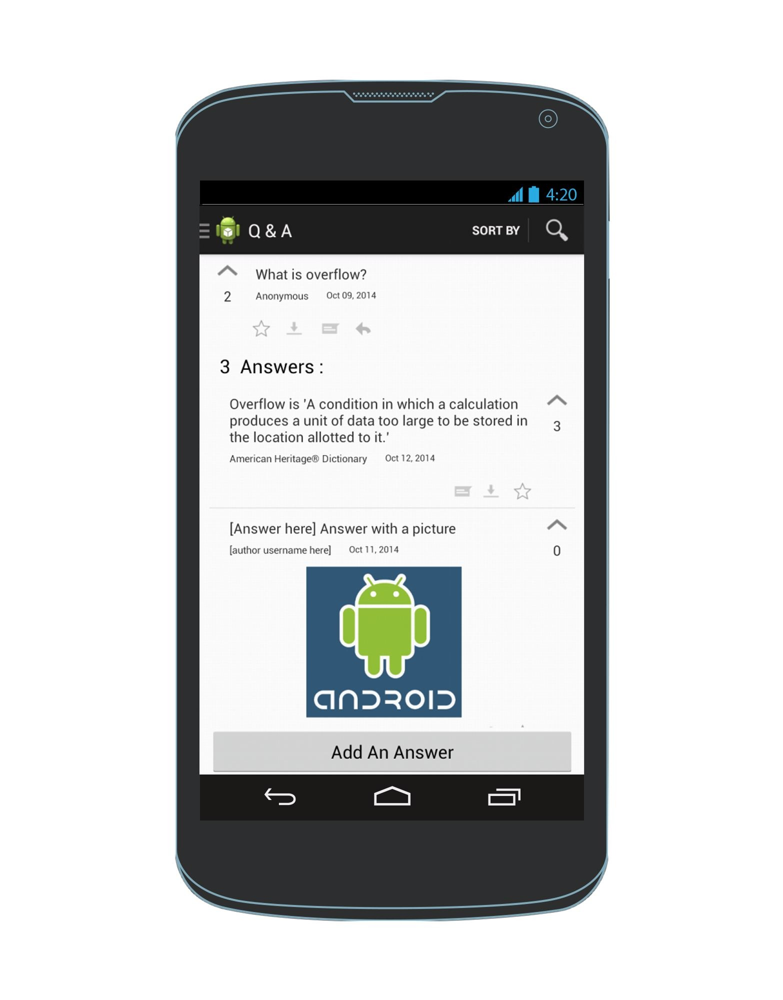 4:20
Q & A SORT BY
What is overflow?
2 Anonymous Oct 09, 2014
3 Answers :
Overflow is 'A condition in which a calculation
produces a unit of data too large to be stored in
3
the location allotted to it.'
American Heritage® Dictionary Oct 12, 2014
[Answer here] Answer with a picture
[author username here] Oct 11, 2014 0
ANDROID
Add An Answer